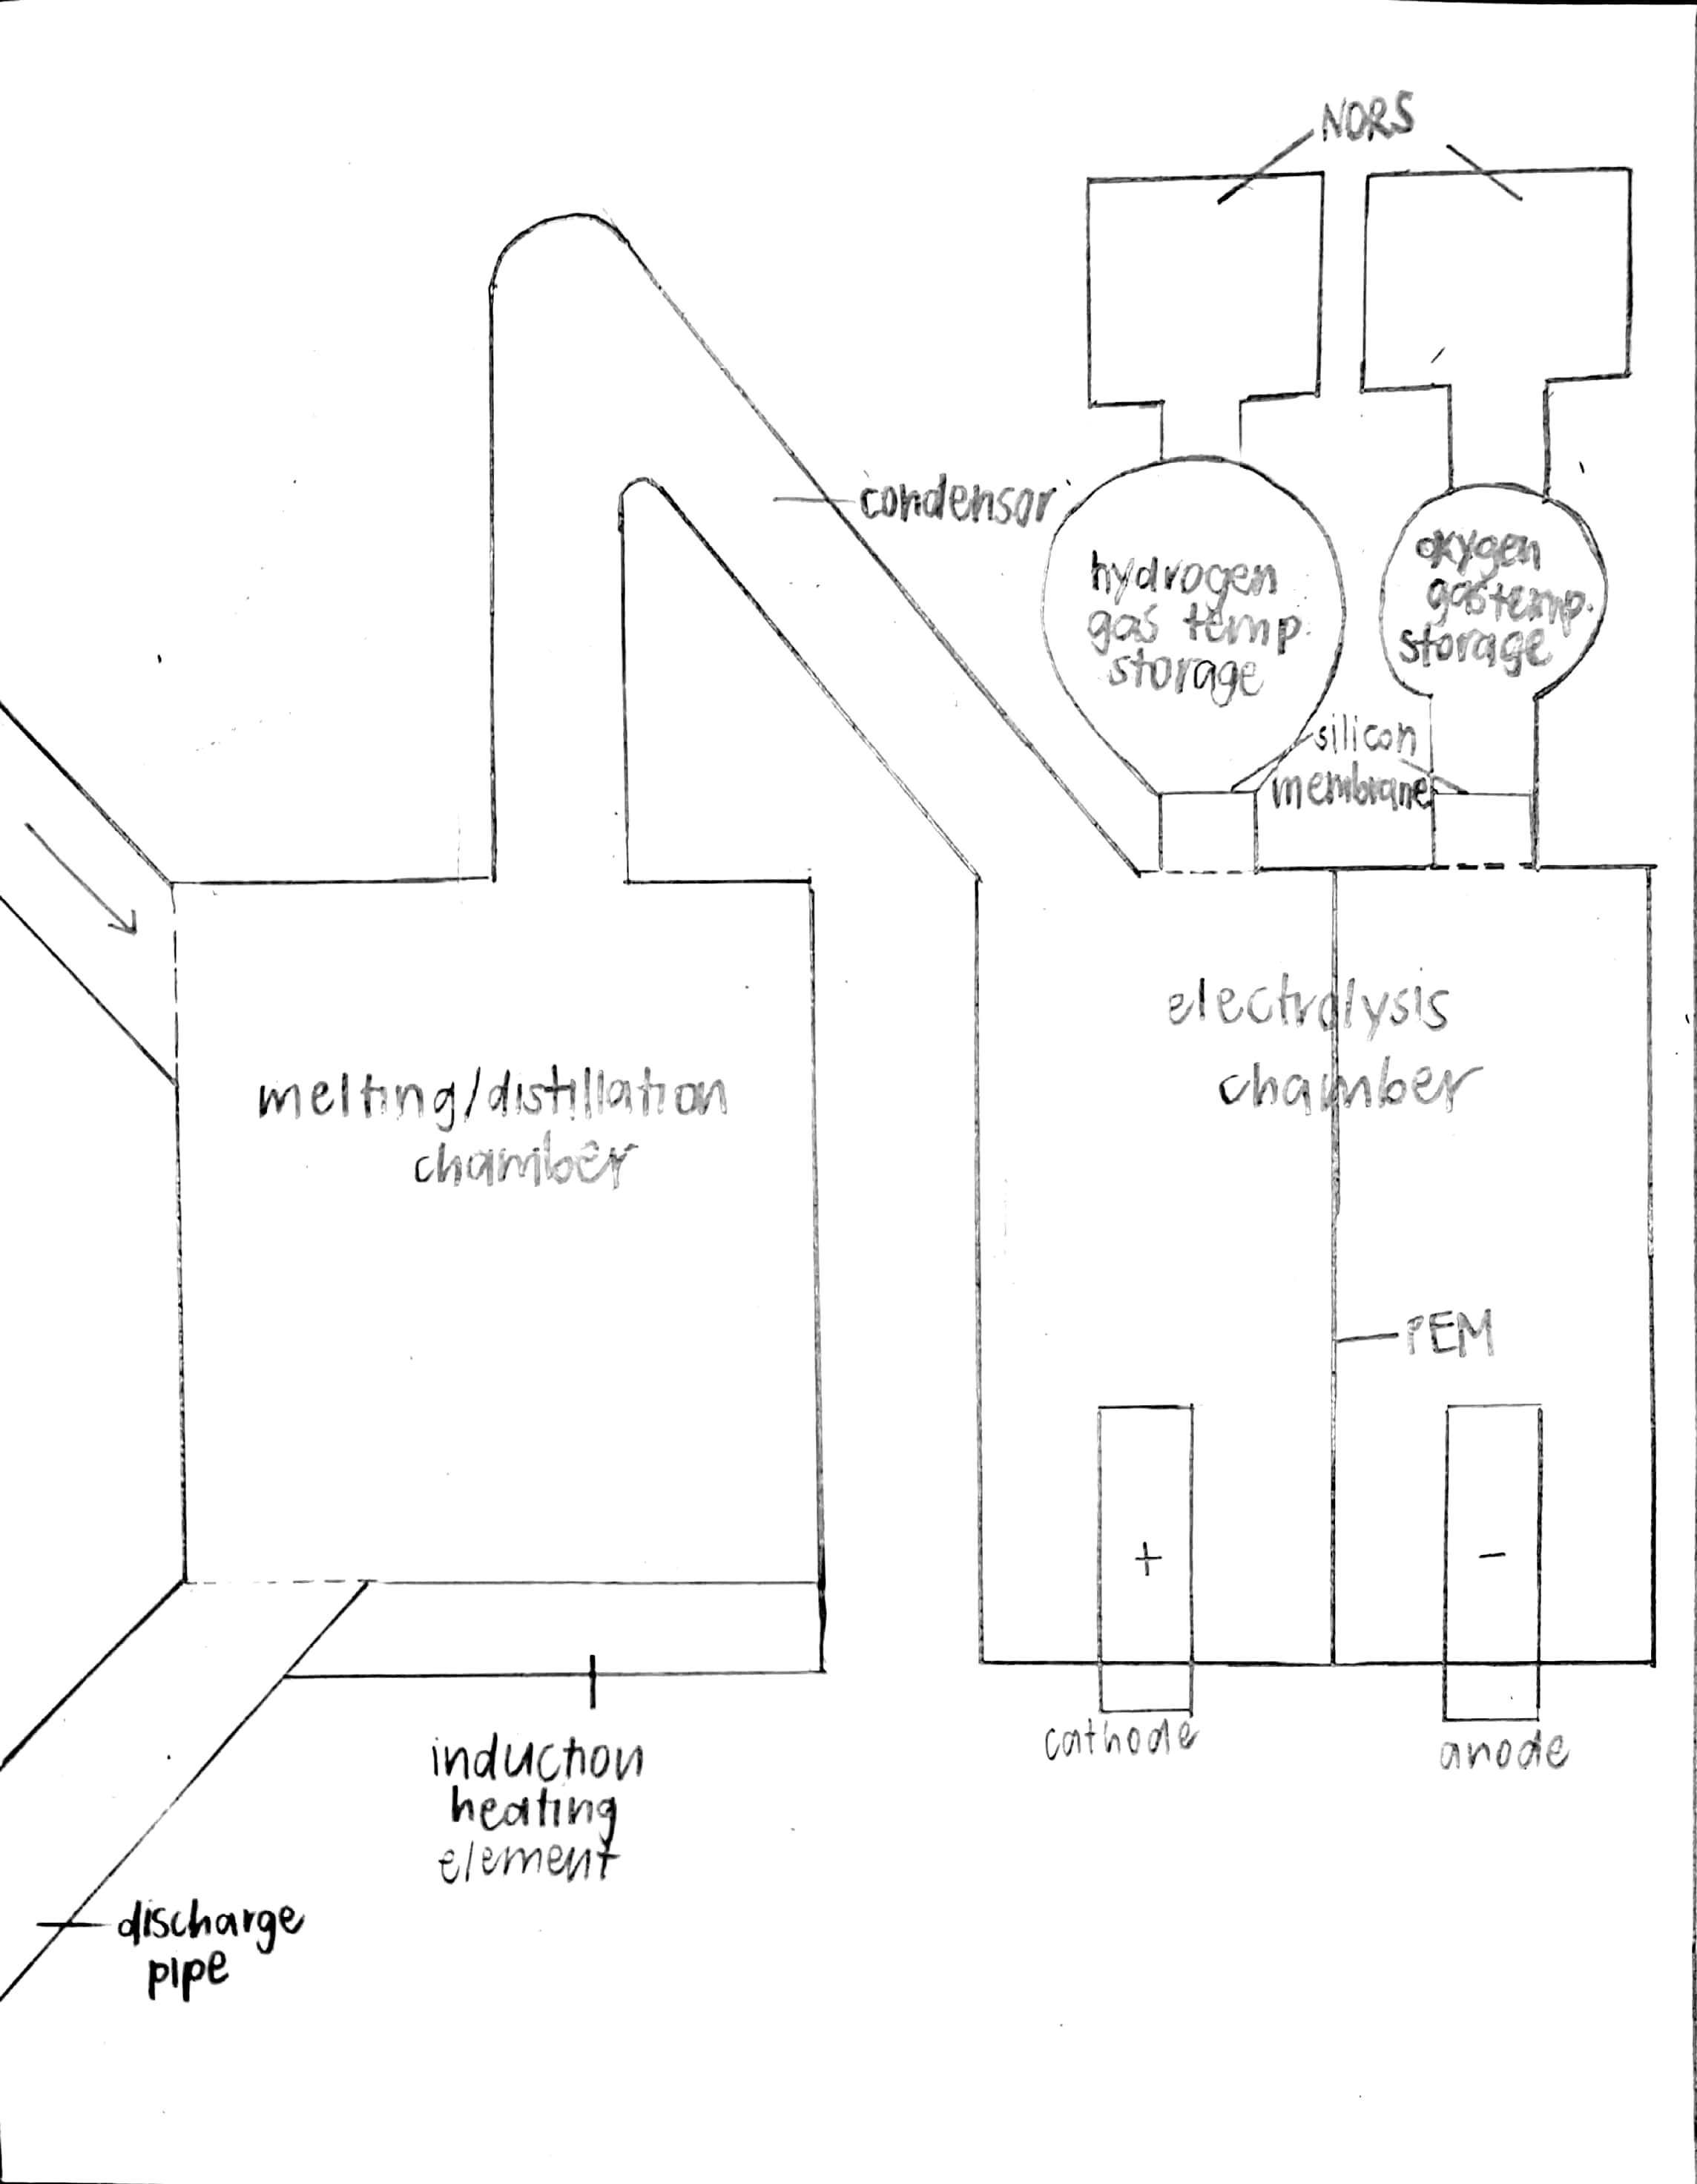 NORS
condensor
hydrogen
gas temp.
storage
oxygen
gas temp.
storage
silicon
membrane
electrolysis
chamber
melting/distillation
chamber
PEM
+
−
cathode
anode
induction
heating
element
discharge
pipe